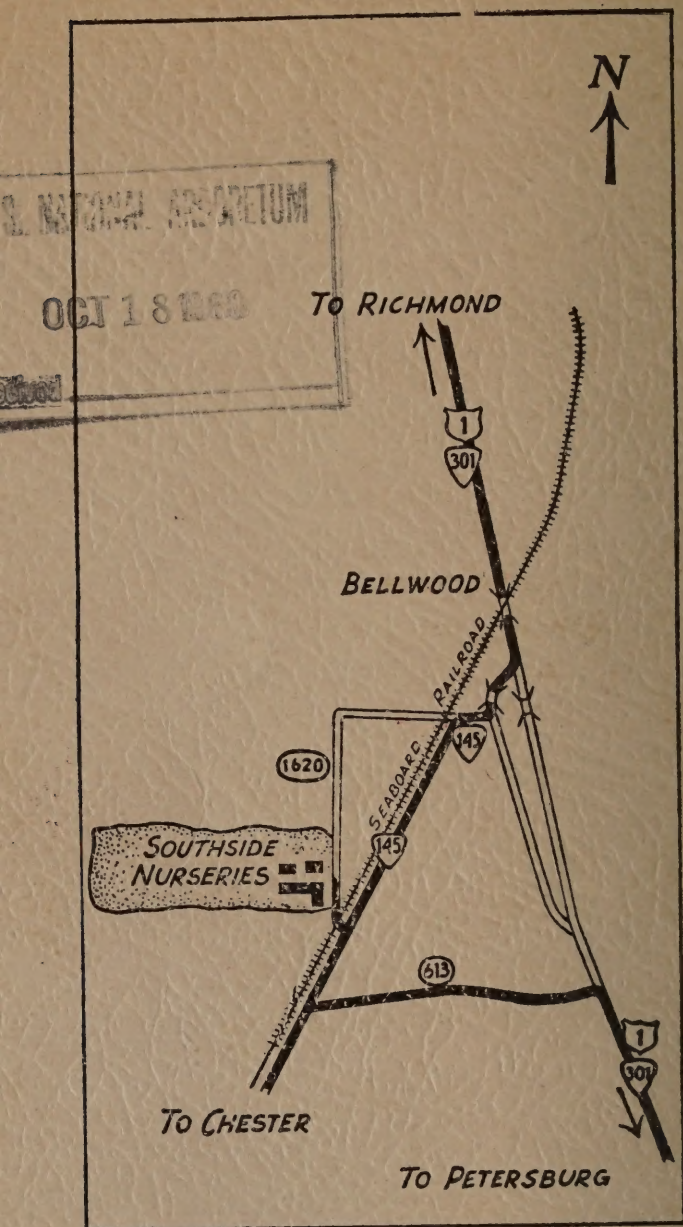 N
NATIONAL ARBORETUM
OCT 18
TO RICHMOND
1
301
BELLWOOD
SEABOARD RAILROAD
145
1620
145
SOUTHSIDE
NURSERIES
613
1
301
TO CHESTER
TO PETERSBURG